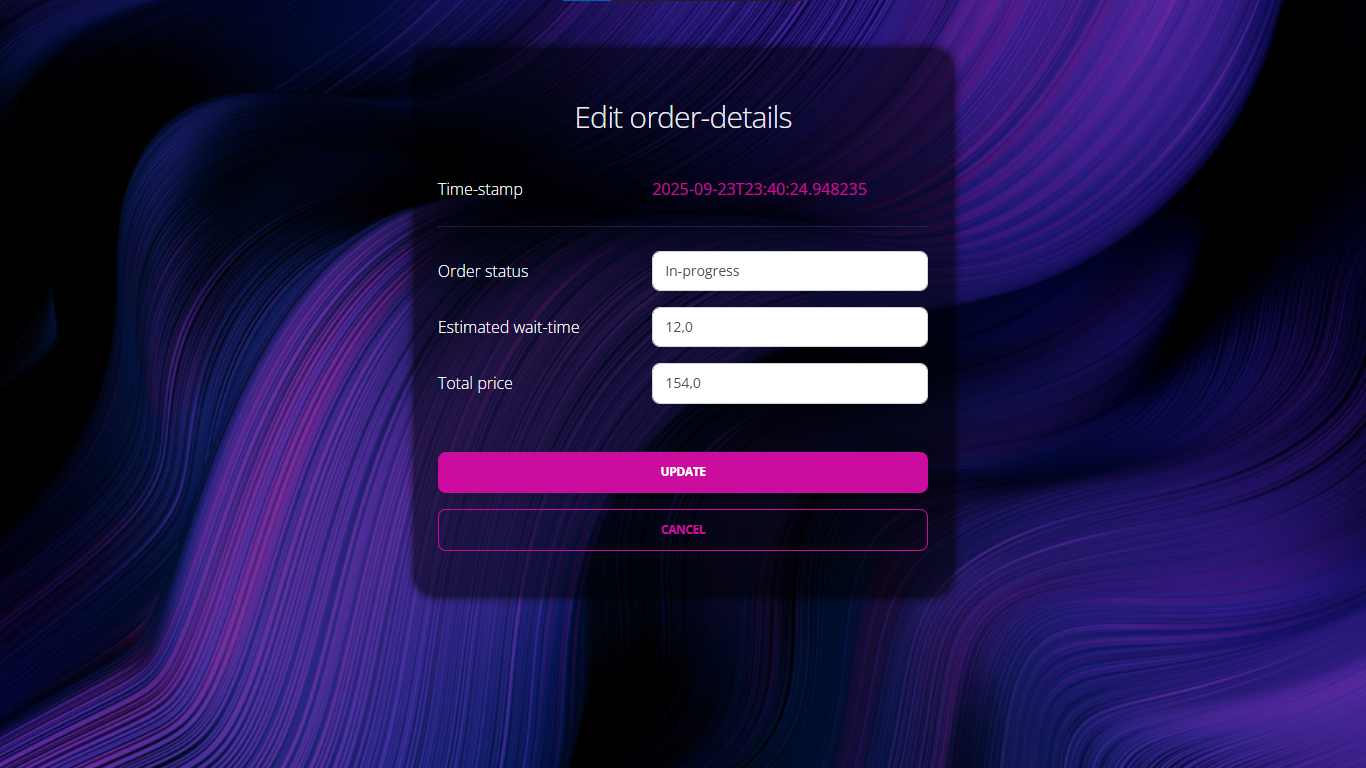 Edit order-details
Time-stamp 2025-09-23T23:40:24.948235
Order status In-progress
Estimated wait-time 12,0
Total price 154,0
UPDATE
CANCEL